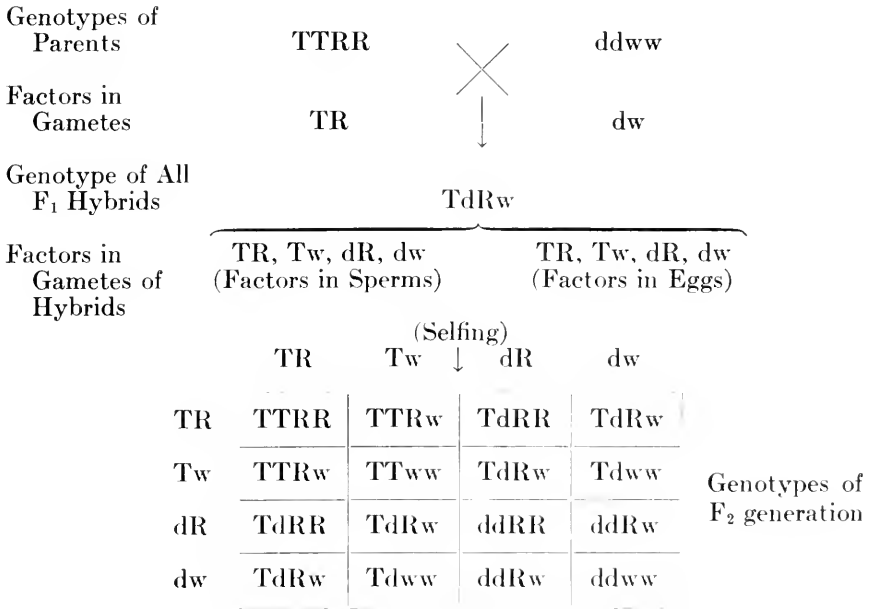 Genotypes of
Parents TTRR ddww
Factors in
Gametes TR dw
Genotype of All
F₁ Hybrids TdRw
Factors in TR, Tw, dR, dw TR, Tw, dR, dw
Gametes of (Factors in Sperms) (Factors in Eggs)
Hybrids
(Selfing)
TR Tw ↓ dR dw
TR TTRR TTRw TdRR TdRw
Tw TTRw TTww TdRw Tdww
Genotypes of
F₂ generation
dR TdRR TdRw ddRR ddRw
dw TdRw Tdww ddRw ddww